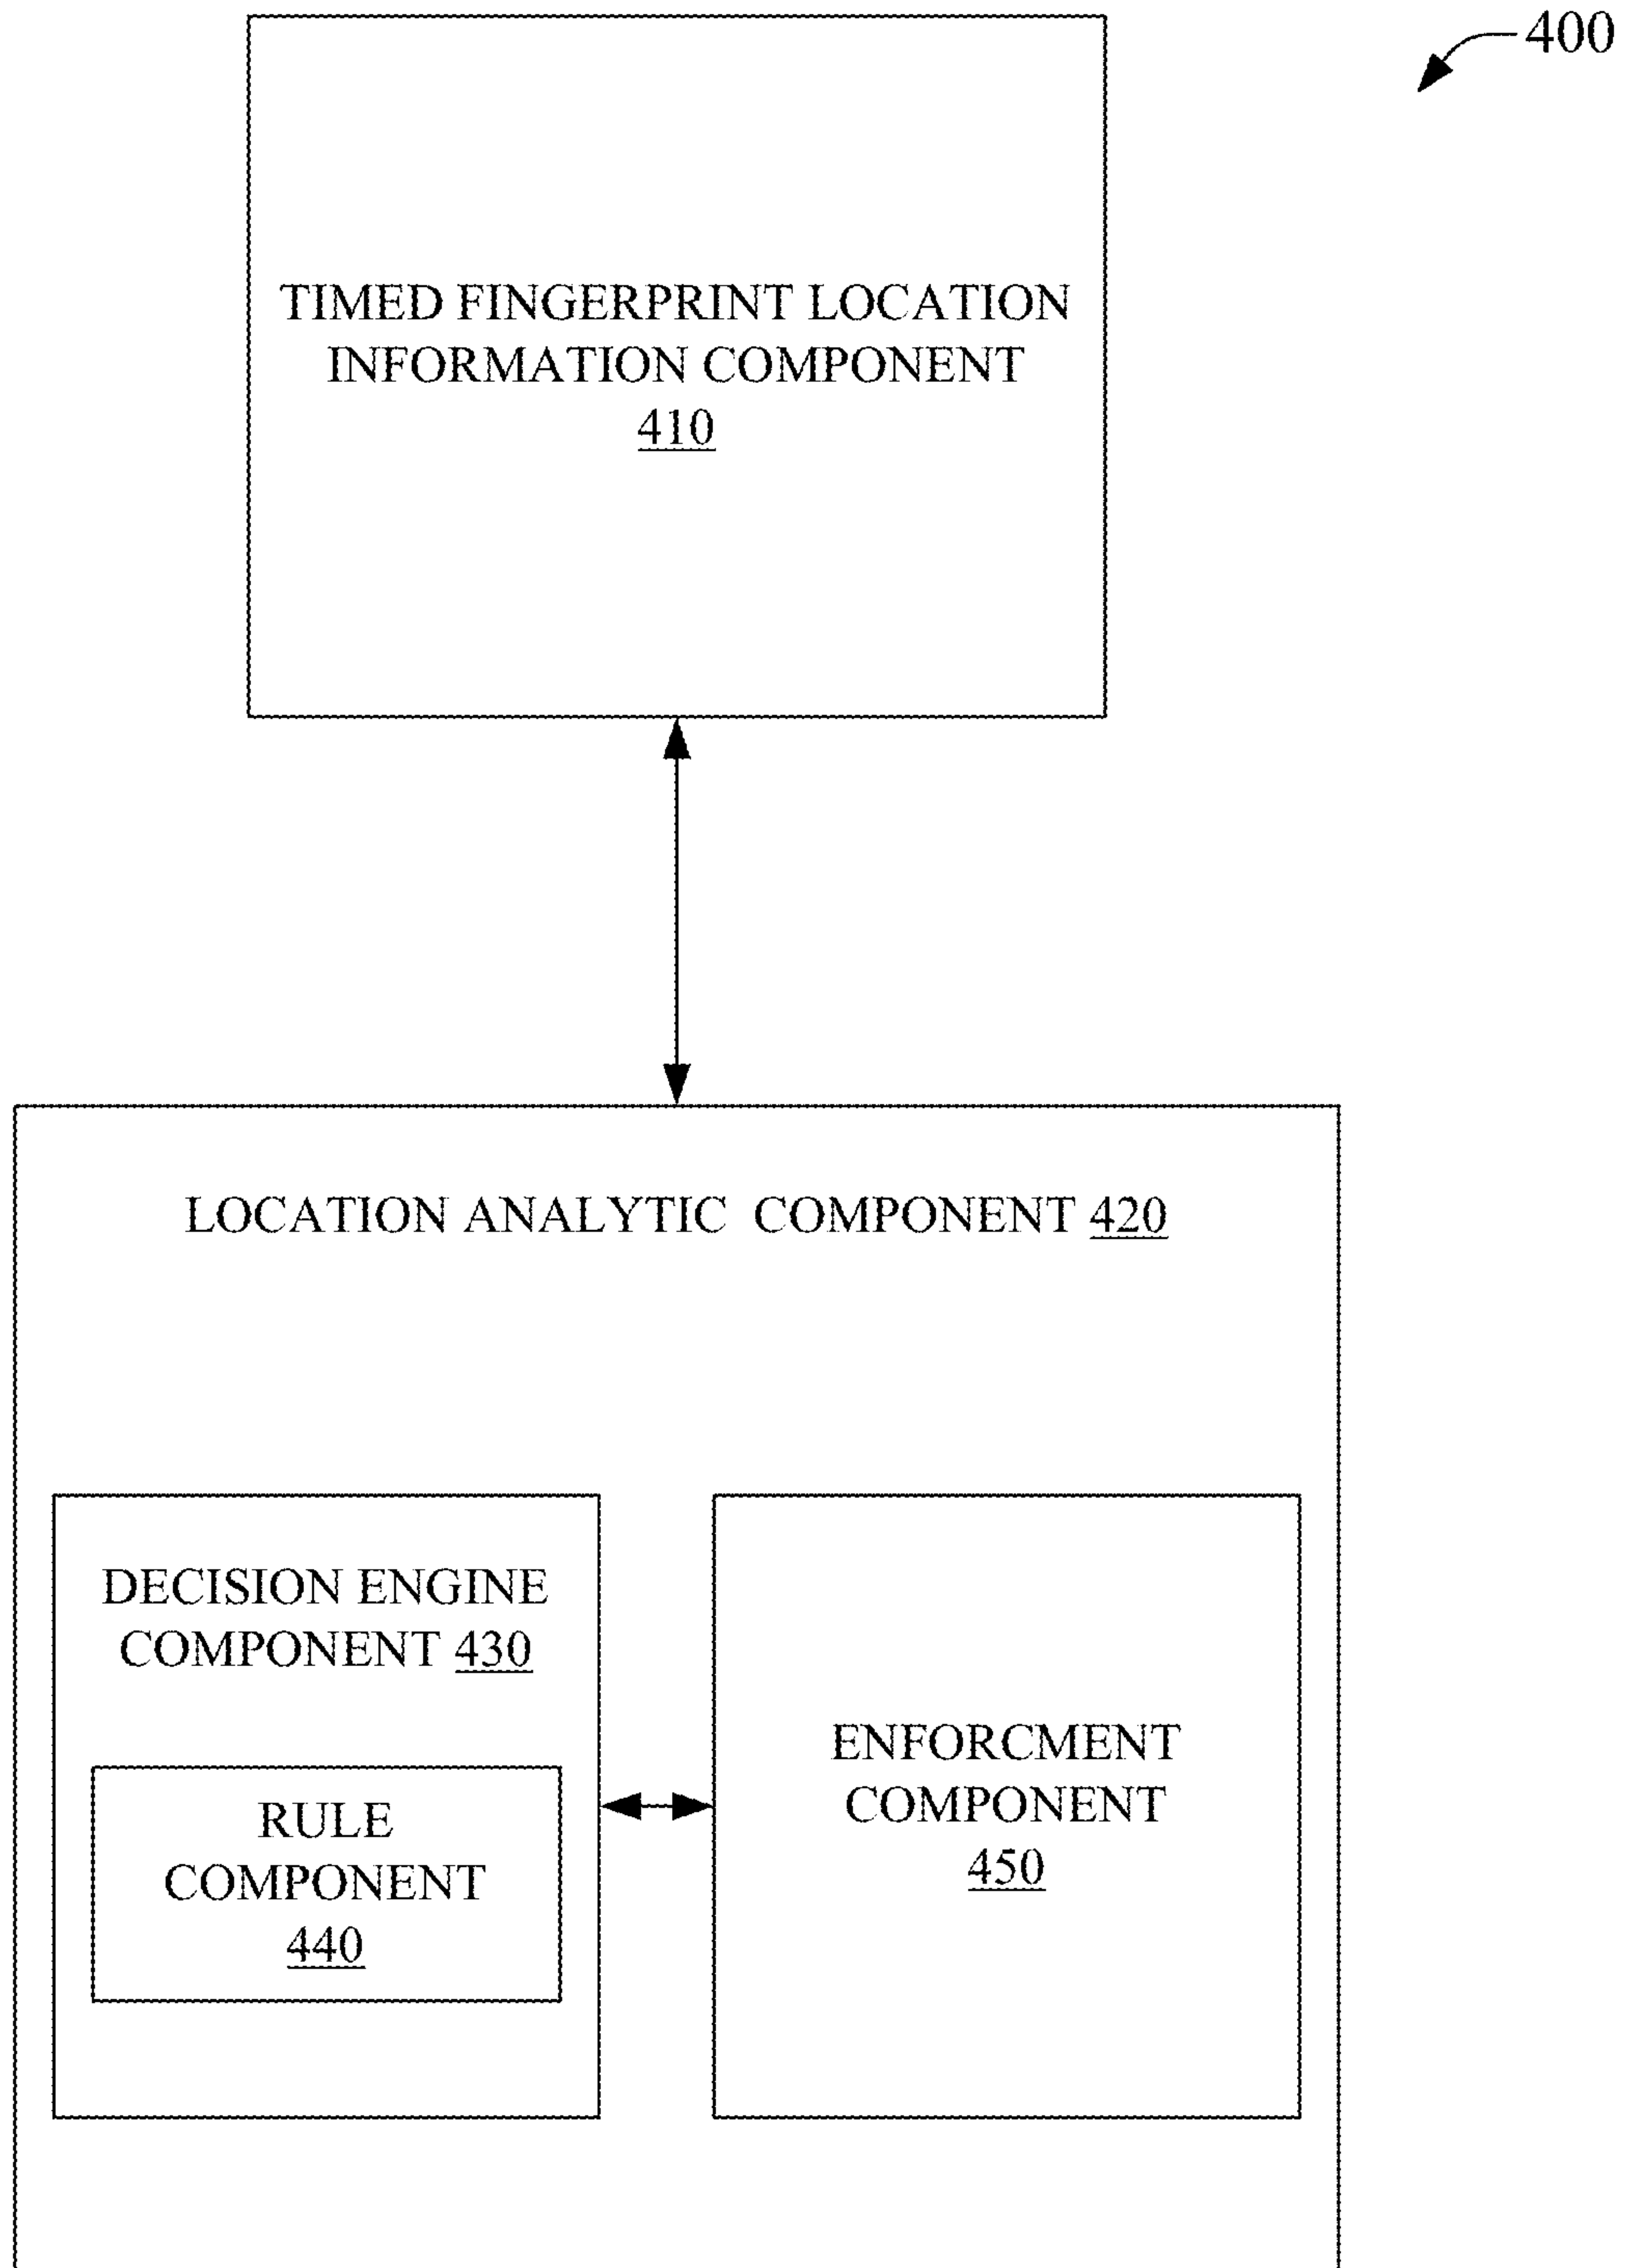 400
TIMED FINGERPRINT LOCATION
INFORMATION COMPONENT
410
LOCATION ANALYTIC COMPONENT 420
DECISION ENGINE
COMPONENT 430
RULE
COMPONENT
440
ENFORCMENT
COMPONENT
450